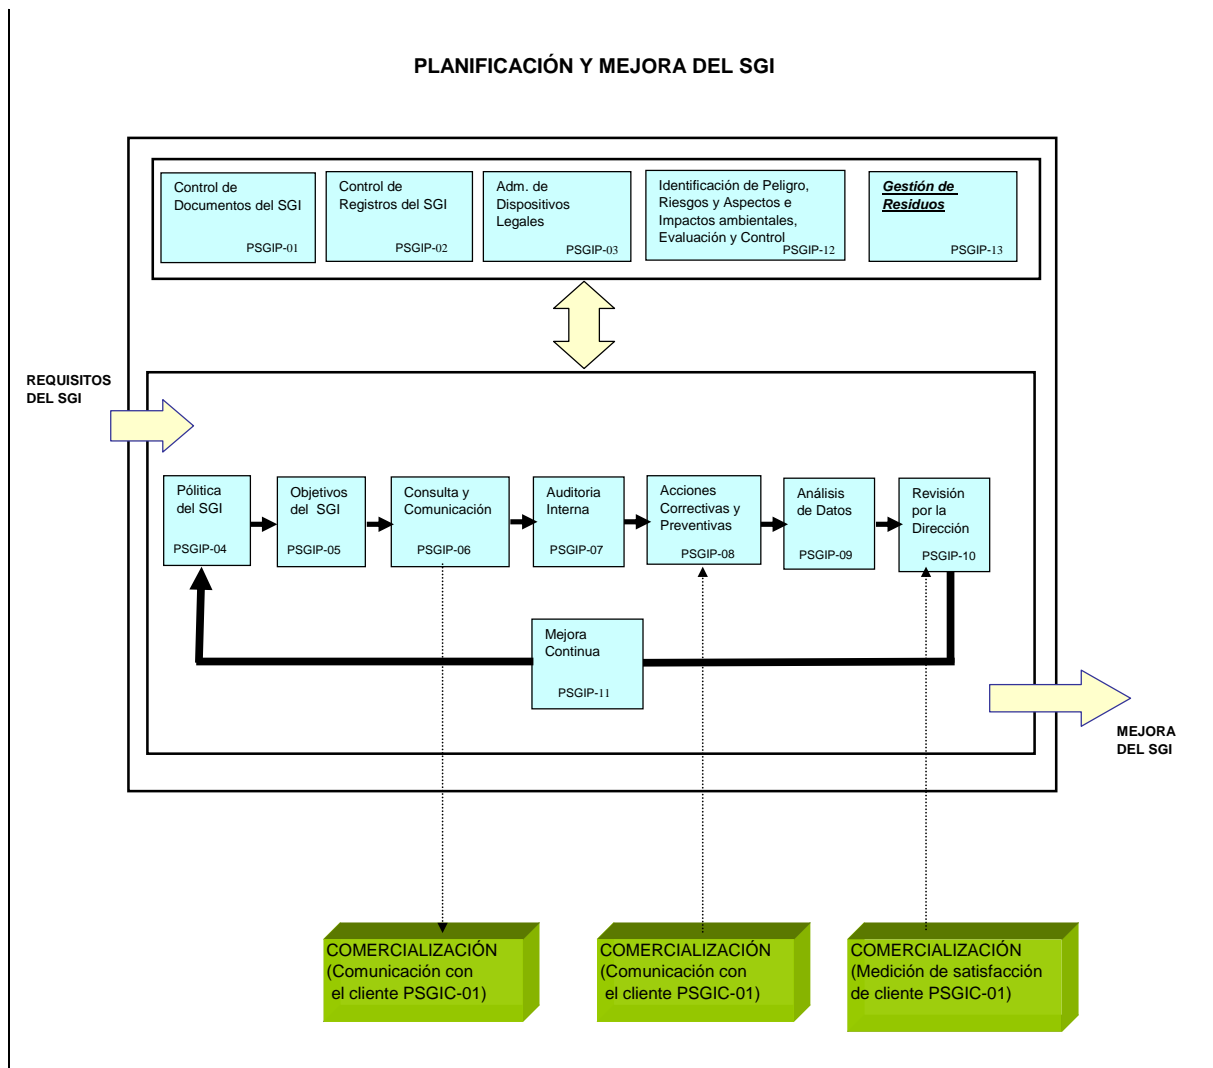 PLANIFICACIÓN Y MEJORA DEL SGI
Control de
Documentos del SGI
PSGIP-01
Control de
Registros del SGI
PSGIP-02
Adm. de
Dispositivos
Legales
PSGIP-03
Identificación de Peligro,
Riesgos y Aspectos e
Impactos ambientales,
Evaluación y Control
PSGIP-12
Gestión de
Residuos
PSGIP-13
REQUISITOS
DEL SGI
Pólitica
del SGI
PSGIP-04
Objetivos
del SGI
PSGIP-05
Consulta y
Comunicación
PSGIP-06
Auditoria
Interna
PSGIP-07
Acciones
Correctivas y
Preventivas
PSGIP-08
Análisis
de Datos
PSGIP-09
Revisión
por la
Dirección
PSGIP-10
Mejora
Continua
PSGIP-11
MEJORA
DEL SGI
COMERCIALIZACIÓN
(Comunicación con
el cliente PSGIC-01)
COMERCIALIZACIÓN
(Comunicación con
el cliente PSGIC-01)
COMERCIALIZACIÓN
(Medición de satisfacción
de cliente PSGIC-01)